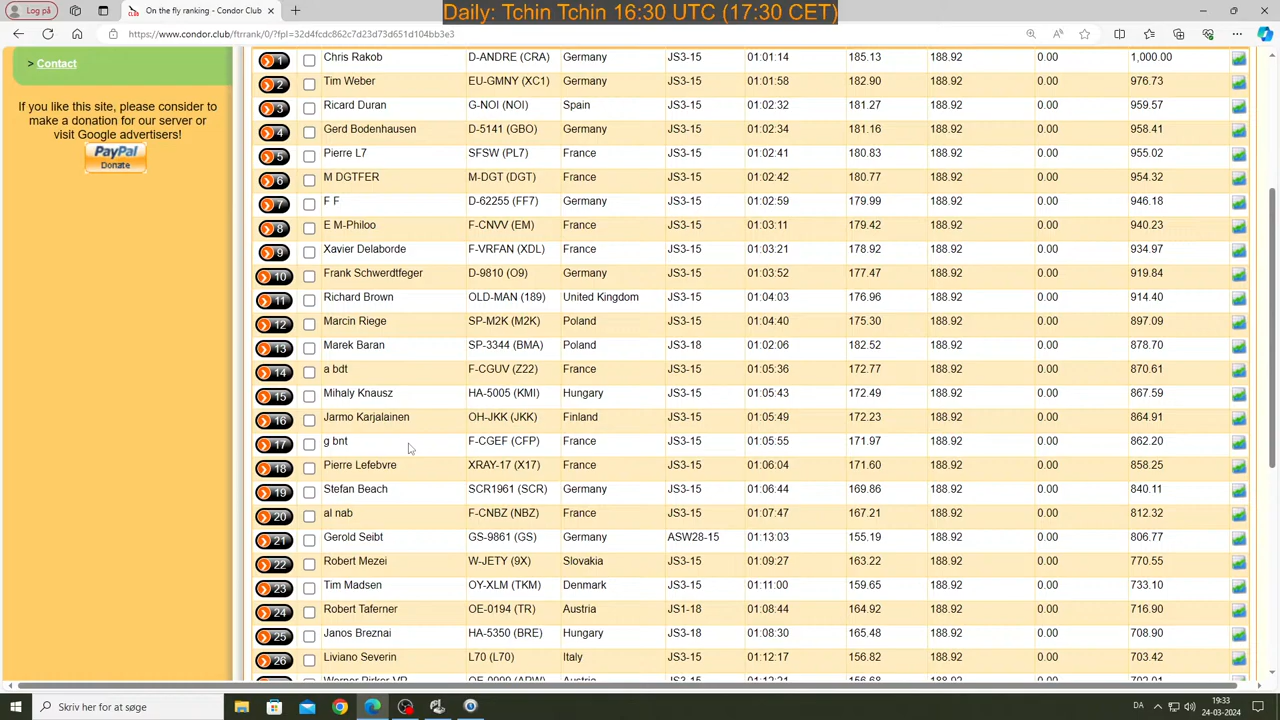 Daily: Tchin Tchin 16:30 UTC (17:30 CET)
Log på
On the fly ranking - Condor Club
https://www.condor.club/ftrrank/0/?fpl=32d4fcdc862c7d23d73d651d104bb3e3
> Contact
If you like this site, please consider to
make a donation for our server or
visit Google advertisers!
PayPal
Donate
1 Chris Rakob D-ANDRE (CRA) Germany JS3-15 01:01:14 185.13 188.92 0.00 1,000.00
2 Tim Weber EU-GMNY (XC1) Germany JS3-15 01:01:58 182.90 188.92 0.00 976.73
3 Ricard Duran G-NOI (NOI) Spain JS3-15 01:02:32 181.27 188.92 0.00 959.57
4 Gerd Bodenhausen D-5141 (GBO) Germany JS3-15 01:02:34 181.16 188.92 0.00 958.41
5 Pierre L7 SFSW (PL7) France JS3-15 01:02:41 180.83 188.92 0.00 955.02
6 M DGTFER M-DGT (DGT) France JS3-15 01:02:42 180.77 188.92 0.00 954.32
7 F F D-62255 (FF7) Germany JS3-15 01:02:59 179.99 188.92 0.00 946.18
8 E M-Philoo F-CNVV (EM) France JS3-15 01:03:11 179.42 188.92 0.00 940.23
9 Xavier Delaborde F-VRFAN (XDL) France JS3-15 01:03:21 178.92 188.92 0.00 934.97
10 Frank Schwerdtfeger D-9810 (O9) Germany JS3-15 01:03:52 177.47 188.92 0.00 919.84
11 Richard Brown OLD-MAN (189) United Kingdom JS3-15 01:04:03 176.96 188.92 0.00 914.40
12 Marcin Riege SP-M2K (M2K) Poland JS3-15 01:04:40 175.30 188.92 0.00 897.09
13 Marek Baran SP-3344 (BMA) Poland JS3-18 01:02:06 182.52 188.92 0.00 878.70
14 a bdt F-CGUV (Z22) France JS3-15 01:05:36 172.77 188.92 0.00 870.61
15 Mihaly Knausz HA-5005 (KMI) Hungary JS3-15 01:05:43 172.49 188.92 0.00 867.59
16 Jarmo Karjalainen OH-JKK (JKK) Finland JS3-15 01:05:49 172.23 188.92 0.00 864.91
17 g bnt F-CGEF (CFP) France JS3-15 01:05:55 171.97 188.92 0.00 862.20
18 Pierre Lefebvre XRAY-17 (X17) France JS3-15 01:06:04 171.60 188.92 0.00 858.25
19 Stefan Beach SCR1961 (SCR) Germany JS3-15 01:06:44 169.86 188.92 0.00 840.11
20 al nab F-CNBZ (NBZ) France JS3-15 01:07:47 167.21 188.92 0.00 812.32
21 Gerold Seibt GS-9861 (GS) Germany ASW28-15 01:13:03 155.19 188.92 0.00 806.77
22 Robert Mezei W-JETY (9X) Slovakia JS3-15 01:09:27 163.22 188.92 0.00 770.55
23 Tim Madsen OY-XLM (TKM) Denmark JS3-15 01:11:00 159.65 188.92 0.00 733.10
24 Robert Taferner OE-0194 (TR) Austria JS1-18 01:08:44 164.92 188.92 0.00 716.90
25 Janos Breznai HA-5350 (BRE) Hungary JS3-18 01:08:30 165.48 188.92 0.00 708.90
26 Liviano Severin L70 (L70) Italy JS3-15 01:12:17 156.82 188.92 0.00 703.42
Werner Pirker-VP OE-0999 (APW) Austria JS3-15 01:12:21 156.68 188.92 0.00 702.01
Skriv her for at søge
DA
19:33
24-03-2024